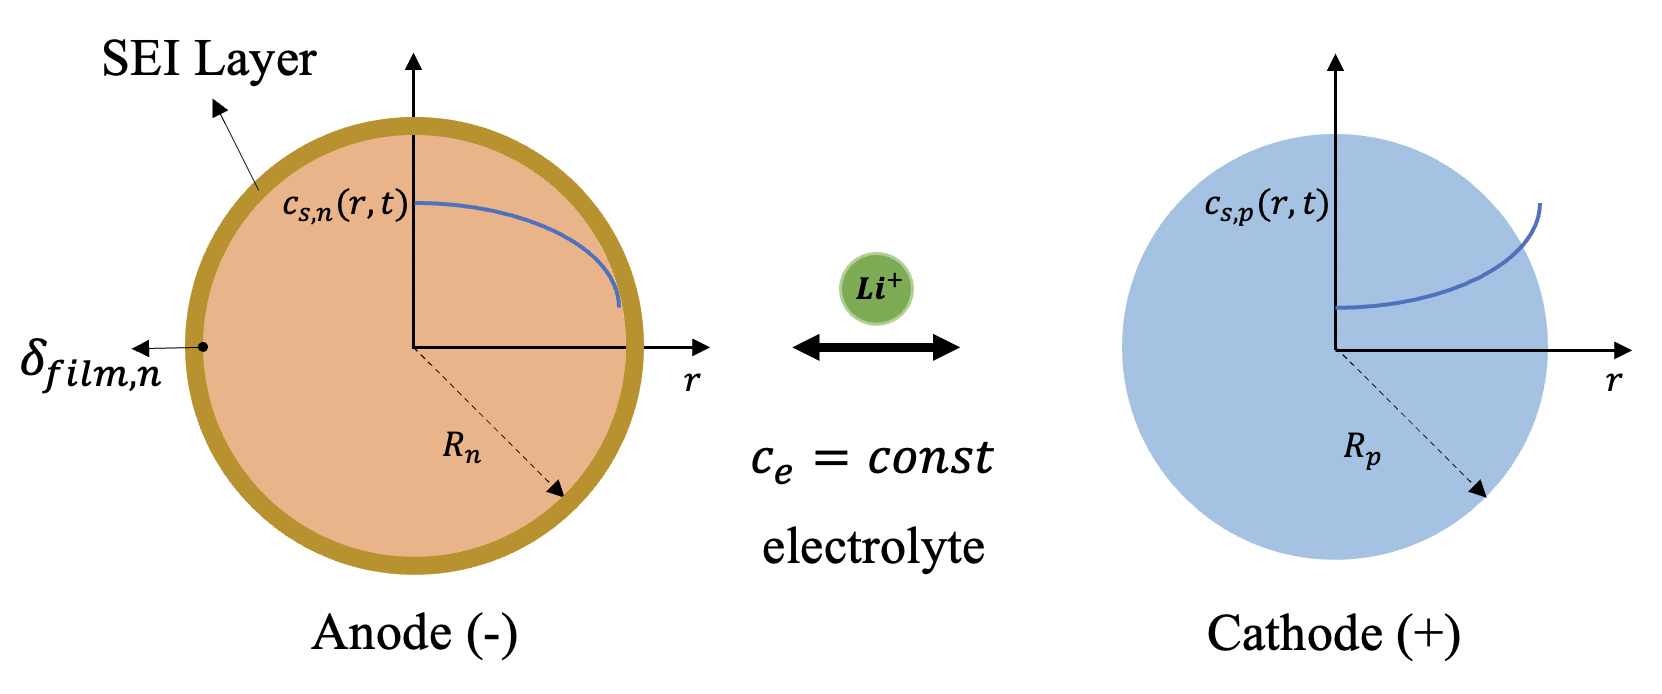 SEI Layer
c_{s,n}(r, t)
c_{s,p}(r, t)
Li^+
δ_{film,n}
r
r
R_n
R_p
c_e = const
electrolyte
Anode (-)
Cathode (+)